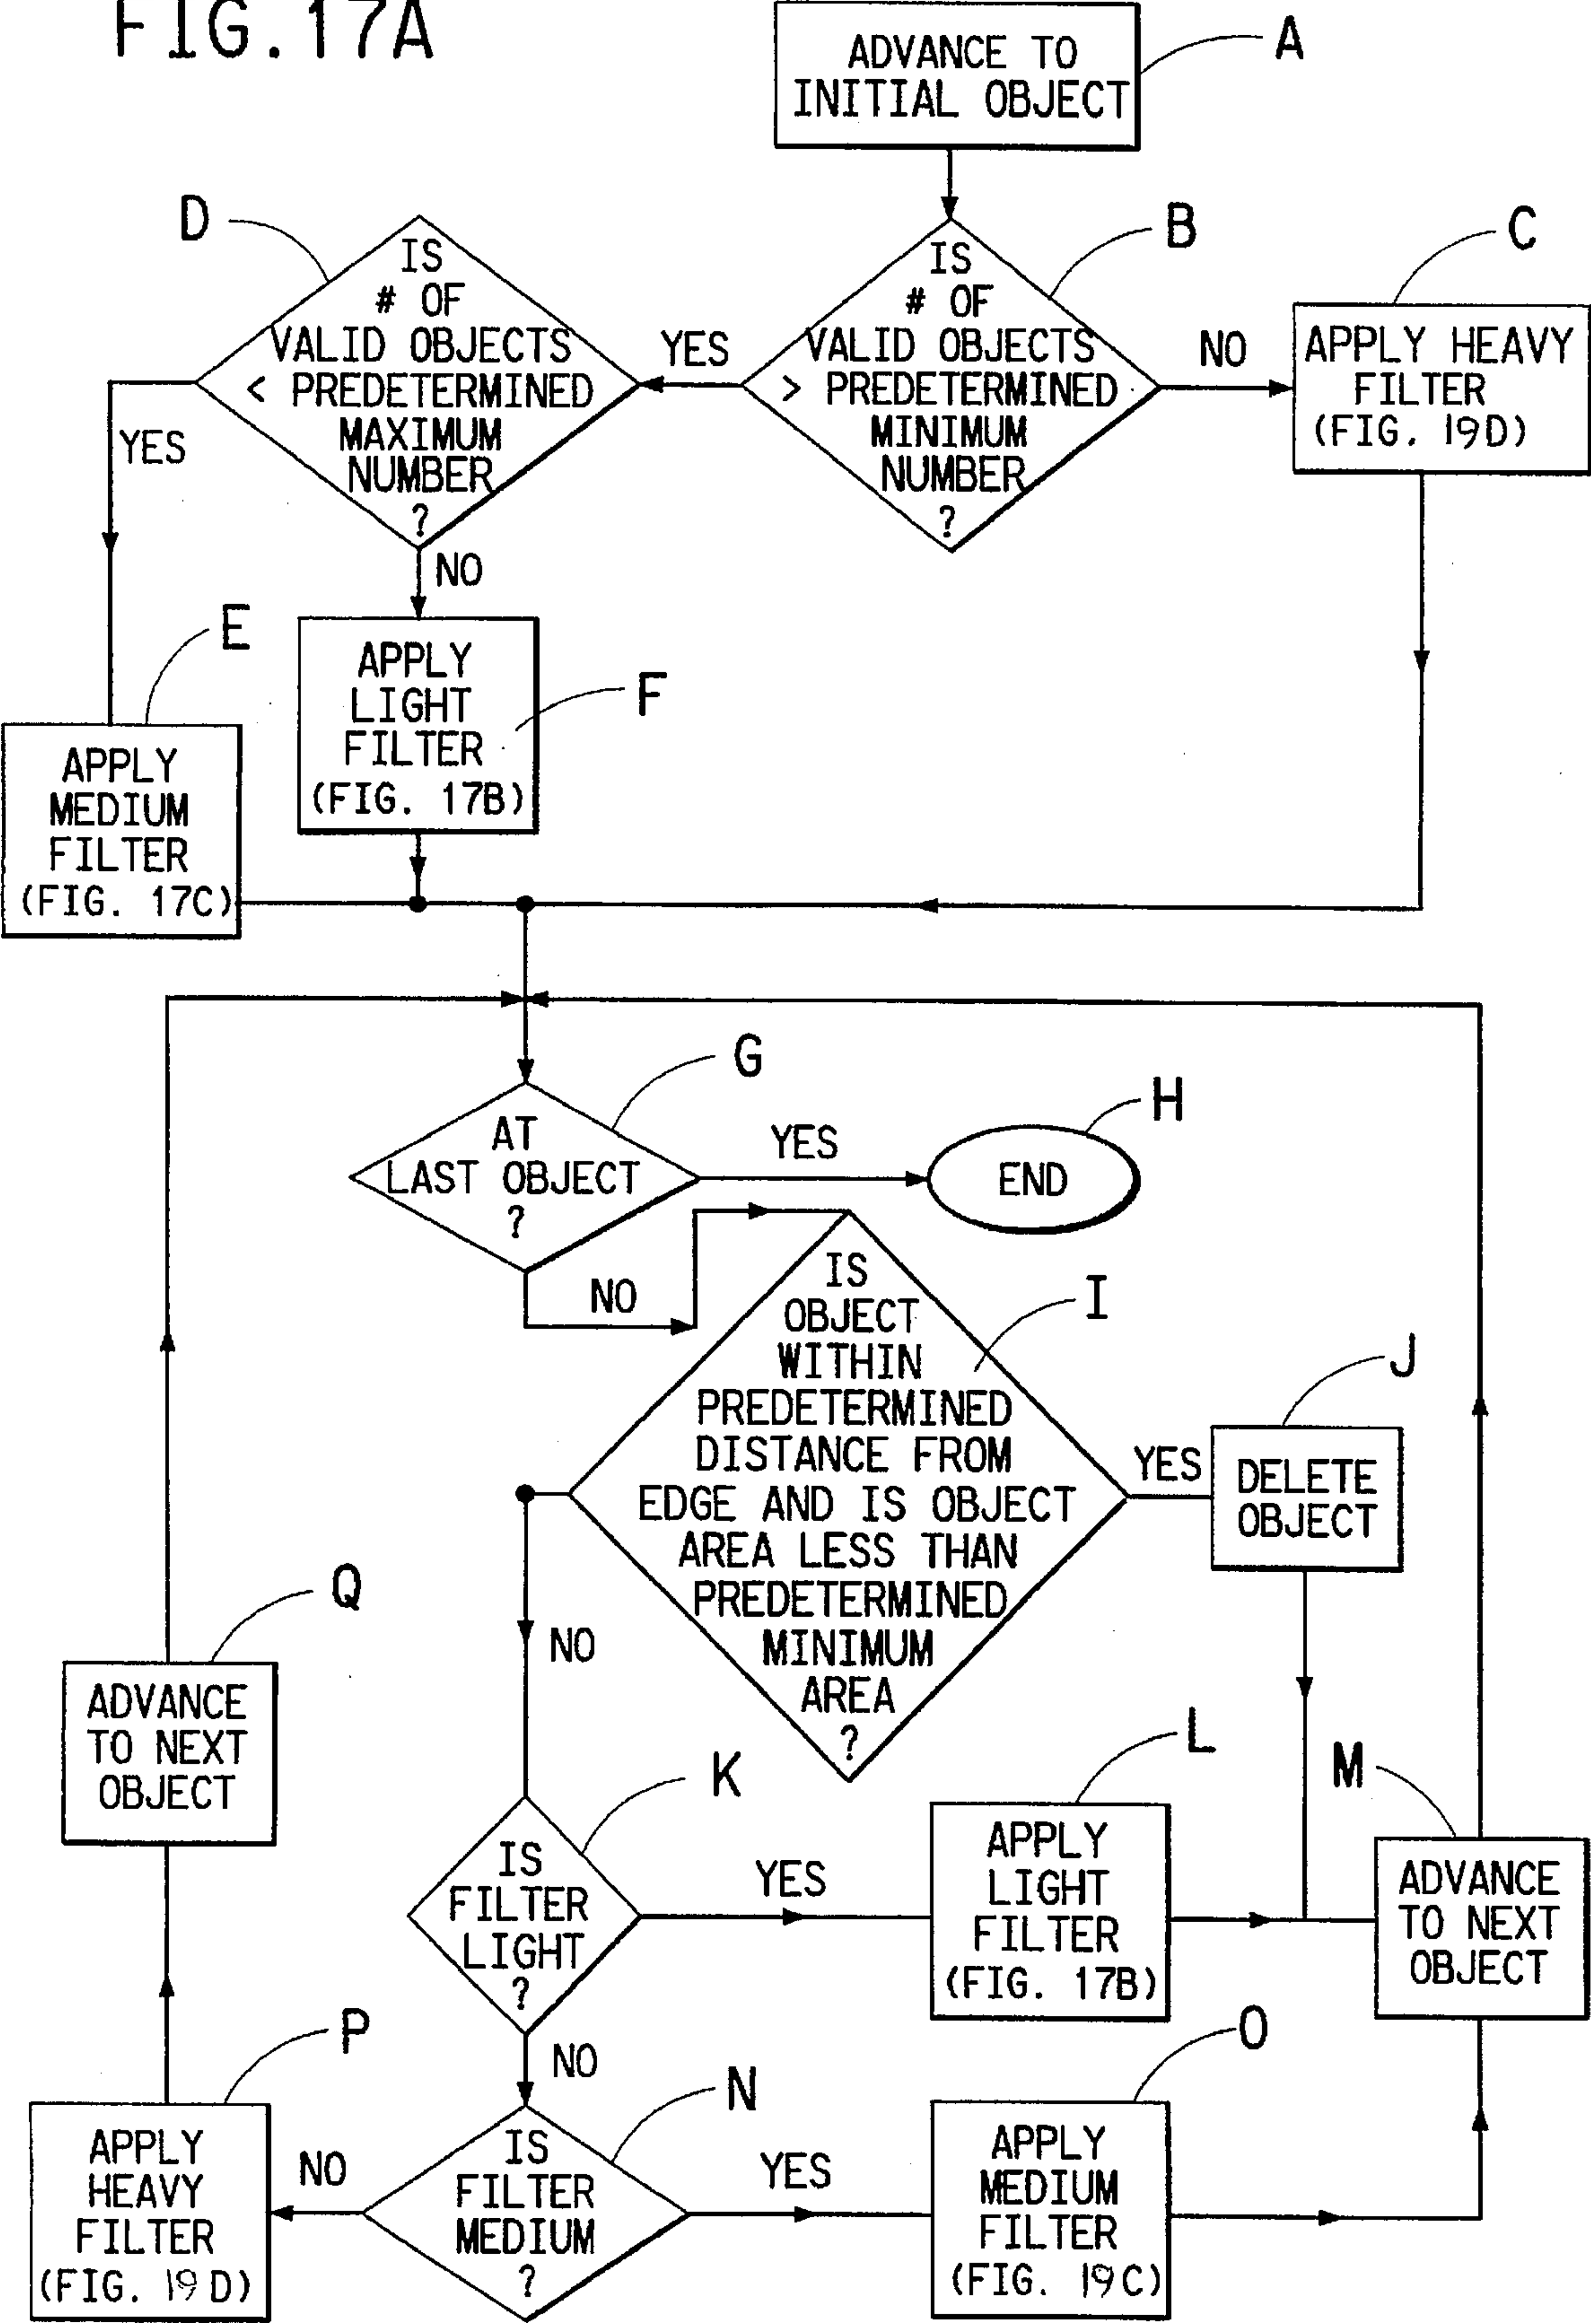 FIG.17A
ADVANCE TO
INITIAL OBJECT
A
D
IS
# OF
VALID OBJECTS
< PREDETERMINED
MAXIMUM
NUMBER
?
YES
IS
# OF
VALID OBJECTS
> PREDETERMINED
MINIMUM
NUMBER
?
B
NO
C
APPLY HEAVY
FILTER
(FIG. 19D)
YES
NO
E
APPLY
MEDIUM
FILTER
(FIG. 17C)
APPLY
LIGHT
FILTER
(FIG. 17B)
F
G
AT
LAST OBJECT
?
YES
H
END
NO
IS
OBJECT
WITHIN
PREDETERMINED
DISTANCE FROM
EDGE AND IS OBJECT
AREA LESS THAN
PREDETERMINED
MINIMUM
AREA
?
I
YES
J
DELETE
OBJECT
NO
Q
ADVANCE
TO NEXT
OBJECT
K
IS
FILTER
LIGHT
?
YES
L
APPLY
LIGHT
FILTER
(FIG. 17B)
M
ADVANCE
TO NEXT
OBJECT
NO
P
APPLY
HEAVY
FILTER
(FIG. 19D)
NO
N
IS
FILTER
MEDIUM
?
YES
O
APPLY
MEDIUM
FILTER
(FIG. 19C)